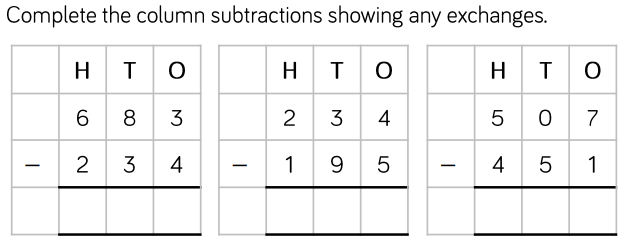 Complete the column subtractions showing any exchanges.
H T O H T O H T O
6 8 3 2 3 4 5 0 7
− 2 3 4 − 1 9 5 − 4 5 1